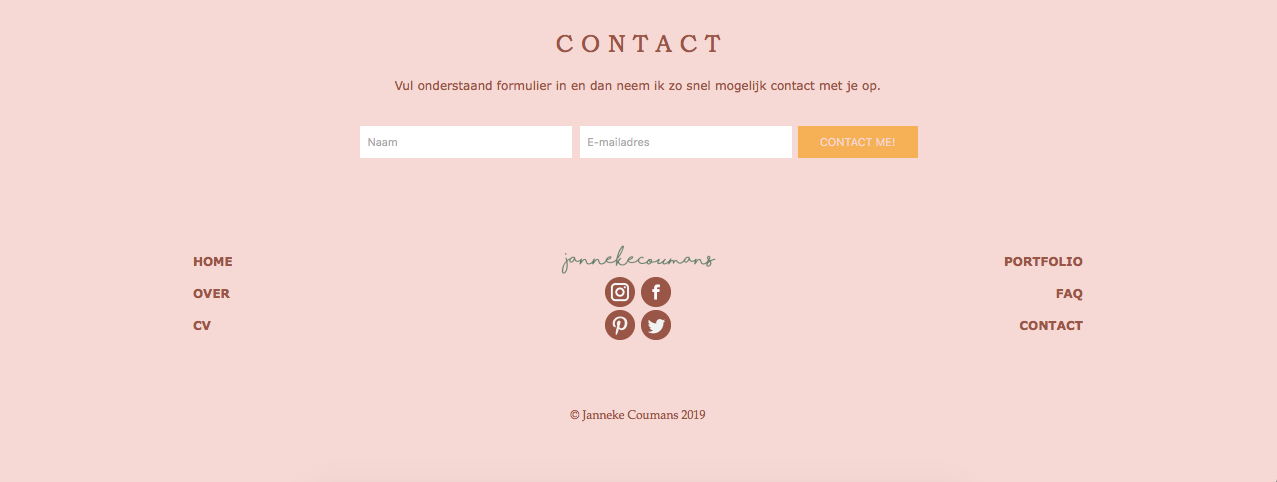 CONTACT
Vul onderstaand formulier in en dan neem ik zo snel mogelijk contact met je op.
Naam
E-mailadres
CONTACT ME!
HOME
OVER
CV
jannekecoumans
PORTFOLIO
FAQ
CONTACT
© Janneke Coumans 2019